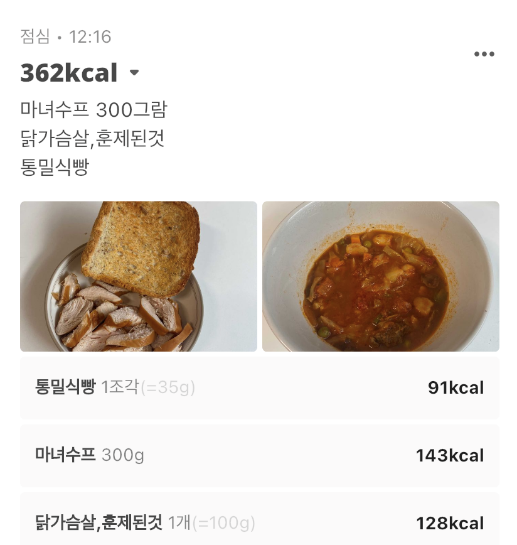 점심 • 12:16
362kcal
마녀수프 300그람
닭가슴살,훈제된것
통밀식빵
통밀식빵 1조각(=35g) 91kcal
마녀수프 300g 143kcal
닭가슴살,훈제된것 1개(=100g) 128kcal